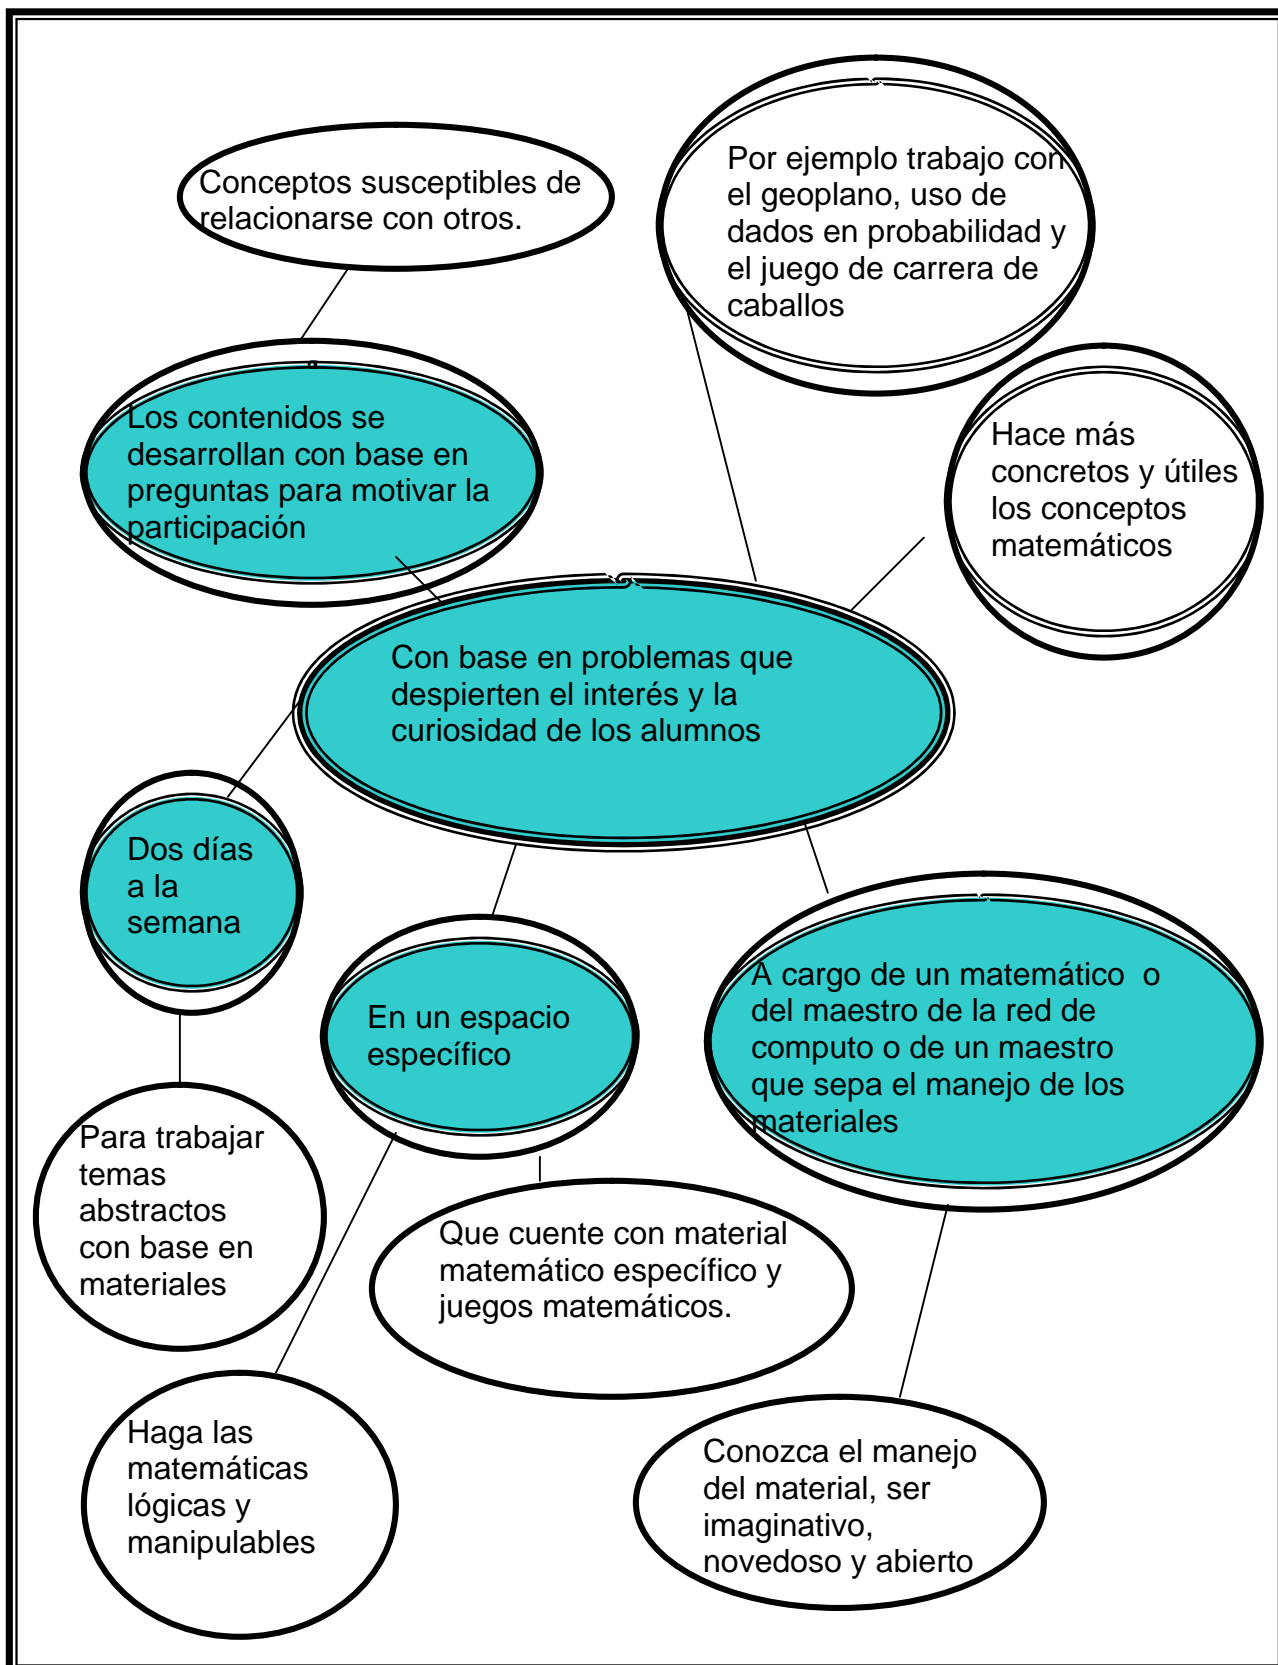 Conceptos susceptibles de
relacionarse con otros.
Por ejemplo trabajo con
el geoplano, uso de
dados en probabilidad y
el juego de carrera de
caballos
Los contenidos se
desarrollan con base en
preguntas para motivar la
participación
Hace más
concretos y útiles
los conceptos
matemáticos
Con base en problemas que
despierten el interés y la
curiosidad de los alumnos
Dos días
a la
semana
En un espacio
específico
A cargo de un matemático  o
del maestro de la red de
computo o de un maestro
que sepa el manejo de los
materiales
Para trabajar
temas
abstractos
con base en
materiales
Que cuente con material
matemático específico y
juegos matemáticos.
Haga las
matemáticas
lógicas y
manipulables
Conozca el manejo
del material, ser
imaginativo,
novedoso y abierto